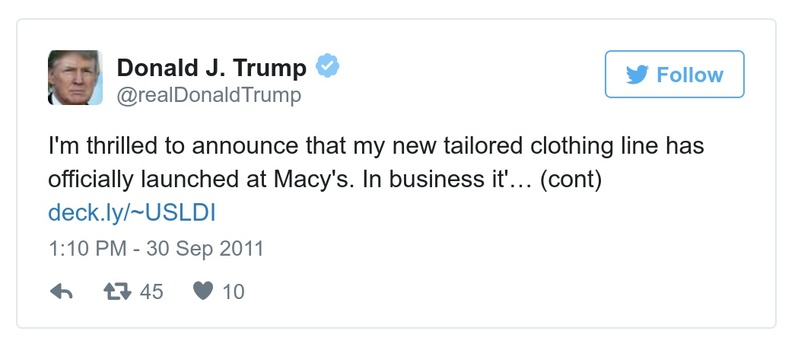 Donald J. Trump
@realDonaldTrump
Follow
I'm thrilled to announce that my new tailored clothing line has
officially launched at Macy's. In business it'… (cont)
deck.ly/~USLDI
1:10 PM - 30 Sep 2011
45 10